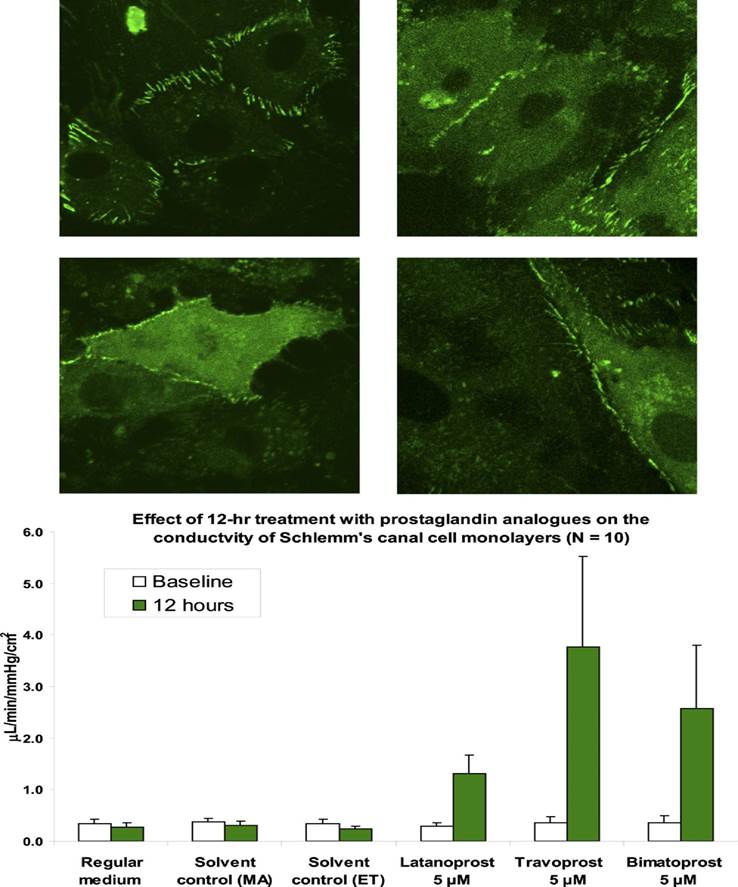 Effect of 12-hr treatment with prostaglandin analogues on the
conductvity of Schlemm's canal cell monolayers (N = 10)
6.0
5.0
4.0
3.0
2.0
1.0
0.0
µL/min/mmHg/cm²
Baseline
12 hours
Regular
medium
Solvent
control (MA)
Solvent
control (ET)
Latanoprost
5 µM
Travoprost
5 µM
Bimatoprost
5 µM